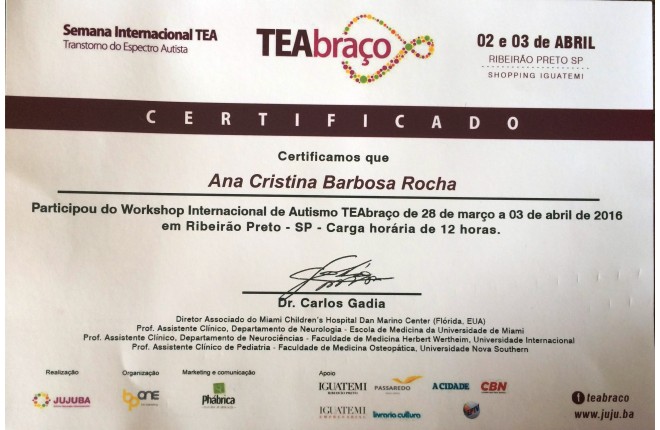 Semana Internacional TEA
Transtorno do Espectro Autista
TEAbraço
02 e 03 de ABRIL
RIBEIRÃO PRETO SP
SHOPPING IGUATEMI
CERTIFICADO
Certificamos que
Ana Cristina Barbosa Rocha
Participou do Workshop Internacional de Autismo TEAbraço de 28 de março a 03 de abril de 2016
em Ribeirão Preto - SP - Carga horária de 12 horas.
Dr. Carlos Gadia
Diretor Associado do Miami Children's Hospital Dan Marino Center (Flórida, EUA)
Prof. Assistente Clínico, Departamento de Neurologia - Escola de Medicina da Universidade de Miami
Prof. Assistente Clínico, Departamento de Neurociências - Faculdade de Medicina Herbert Wertheim, Universidade Internacional
Prof. Assistente Clínico de Pediatria - Faculdade de Medicina Osteopática, Universidade Nova Southern
Realização
Organização
Marketing e comunicação
Apoio
JUJUBA
bpONE
Phábrica
IGUATEMI
RIBEIRÃO PRETO
PASSAREDO
A CIDADE
CBN
IGUATEMI
livraria cultura
teabraco
www.juju.ba